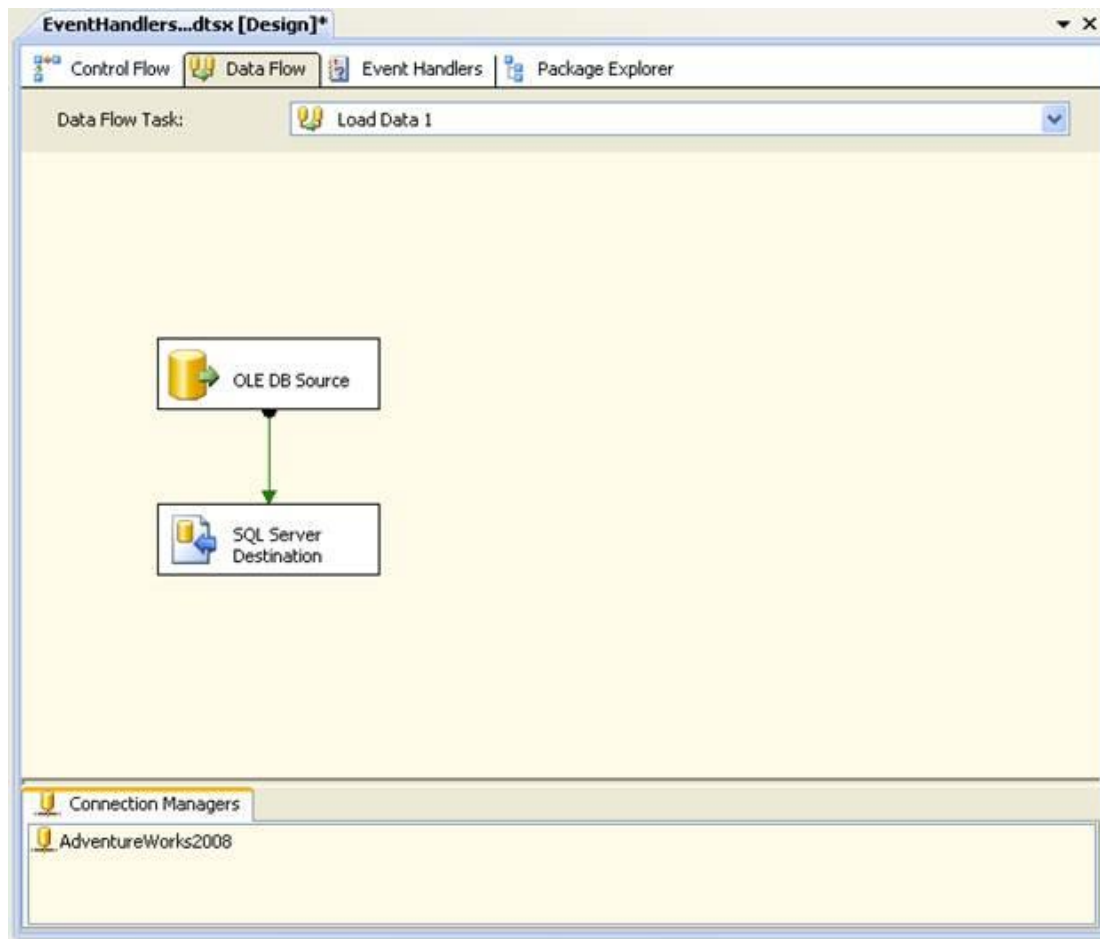 EventHandlers...dtsx [Design]*
Control Flow Data Flow Event Handlers Package Explorer
Data Flow Task: Load Data 1
OLE DB Source
SQL Server
Destination
Connection Managers
AdventureWorks2008